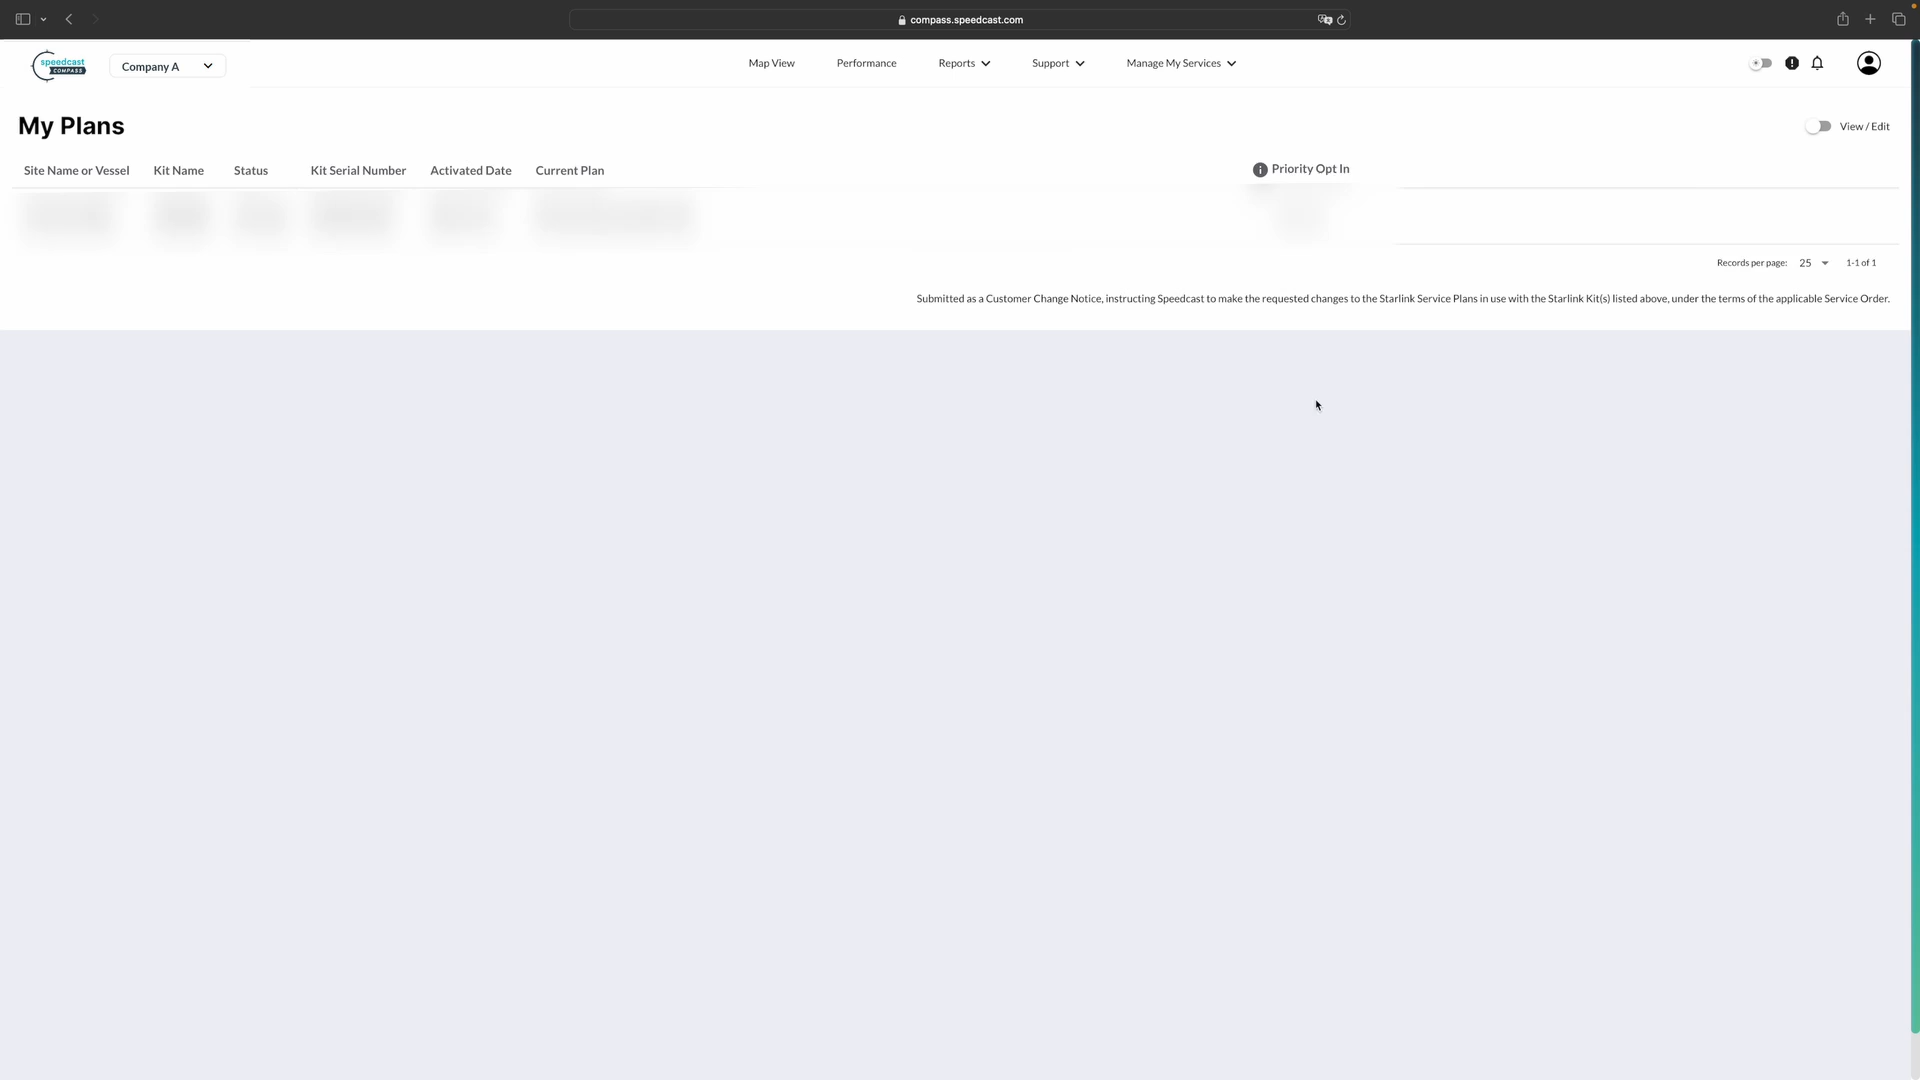 compass.speedcast.com
speedcast
COMPASS
Company A
Map View
Performance
Reports
Support
Manage My Services
My Plans
View / Edit
Site Name or Vessel
Kit Name
Status
Kit Serial Number
Activated Date
Current Plan
Priority Opt In
Records per page: 25 1-1 of 1
Submitted as a Customer Change Notice, instructing Speedcast to make the requested changes to the Starlink Service Plans in use with the Starlink Kit(s) listed above, under the terms of the applicable Service Order.